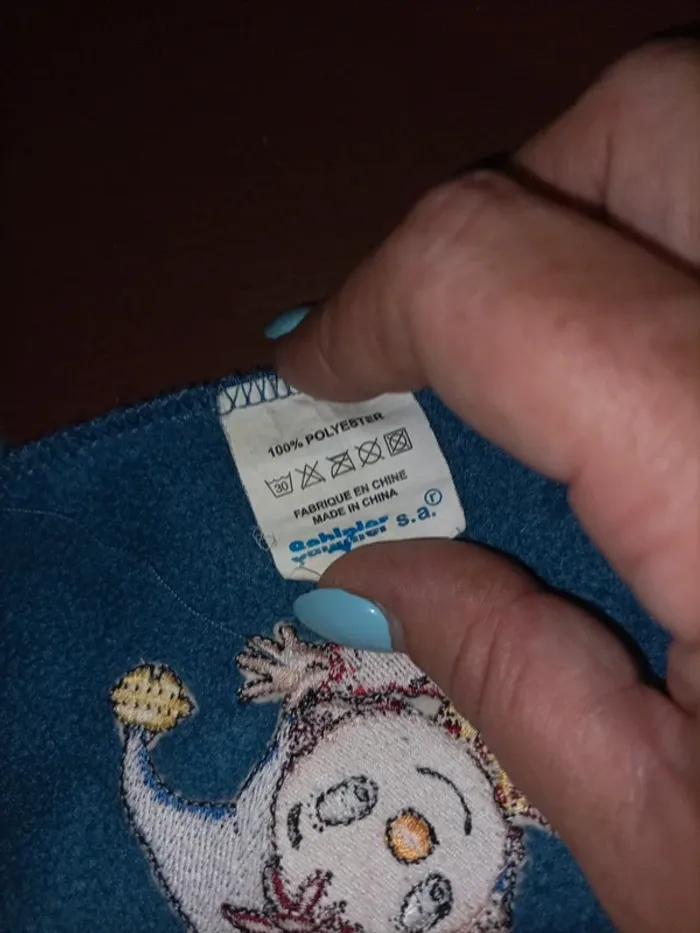 100% POLYESTER
30
FABRIQUE EN CHINE
MADE IN CHINA
r
s.a.